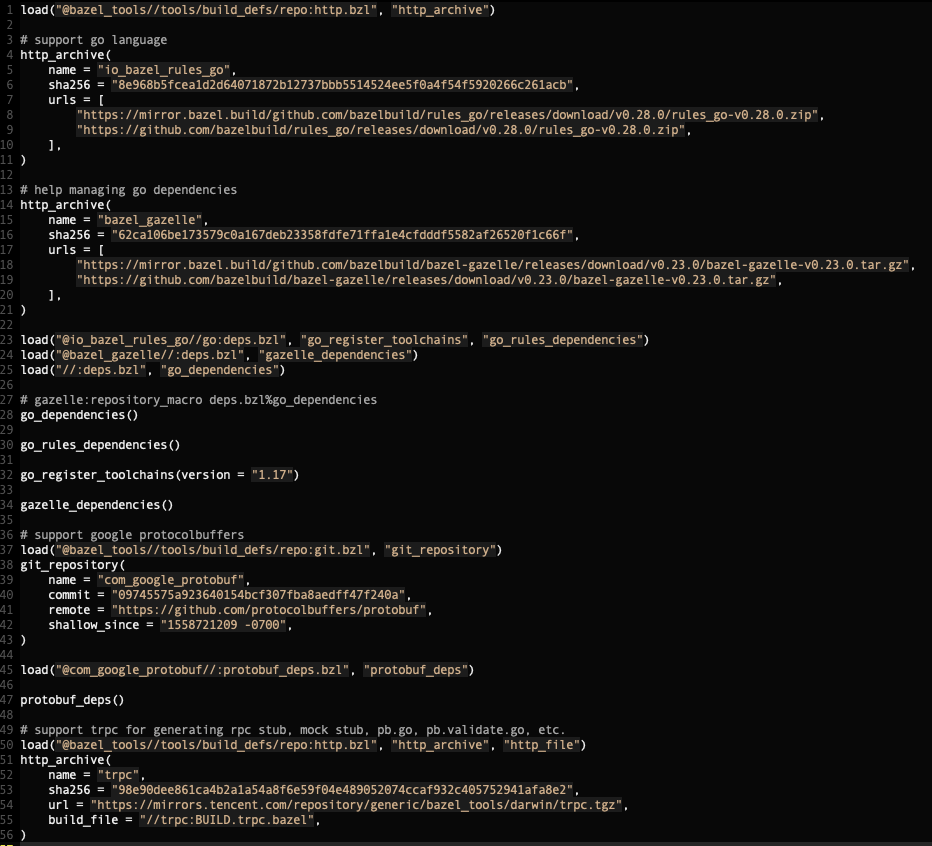 1 load("@bazel_tools//tools/build_defs/repo:http.bzl", "http_archive")
2
3 # support go language
4 http_archive(
5     name = "io_bazel_rules_go",
6     sha256 = "8e968b5fcea1d2d64071872b12737bbb5514524ee5f0a4f54f5920266c261acb",
7     urls = [
8         "https://mirror.bazel.build/github.com/bazelbuild/rules_go/releases/download/v0.28.0/rules_go-v0.28.0.zip",
9         "https://github.com/bazelbuild/rules_go/releases/download/v0.28.0/rules_go-v0.28.0.zip",
10     ],
11 )
12
13 # help managing go dependencies
14 http_archive(
15     name = "bazel_gazelle",
16     sha256 = "62ca106be173579c0a167deb23358fdfe71ffa1e4cfdddf5582af26520f1c66f",
17     urls = [
18         "https://mirror.bazel.build/github.com/bazelbuild/bazel-gazelle/releases/download/v0.23.0/bazel-gazelle-v0.23.0.tar.gz",
19         "https://github.com/bazelbuild/bazel-gazelle/releases/download/v0.23.0/bazel-gazelle-v0.23.0.tar.gz",
20     ],
21 )
22
23 load("@io_bazel_rules_go//go:deps.bzl", "go_register_toolchains", "go_rules_dependencies")
24 load("@bazel_gazelle//:deps.bzl", "gazelle_dependencies")
25 load("//:deps.bzl", "go_dependencies")
26
27 # gazelle:repository_macro deps.bzl%go_dependencies
28 go_dependencies()
29
30 go_rules_dependencies()
31
32 go_register_toolchains(version = "1.17")
33
34 gazelle_dependencies()
35
36 # support google protocolbuffers
37 load("@bazel_tools//tools/build_defs/repo:git.bzl", "git_repository")
38 git_repository(
39     name = "com_google_protobuf",
40     commit = "09745575a923640154bcf307fba8aedff47f240a",
41     remote = "https://github.com/protocolbuffers/protobuf",
42     shallow_since = "1558721209 -0700",
43 )
44
45 load("@com_google_protobuf//:protobuf_deps.bzl", "protobuf_deps")
46
47 protobuf_deps()
48
49 # support trpc for generating rpc stub, mock stub, pb.go, pb.validate.go, etc.
50 load("@bazel_tools//tools/build_defs/repo:http.bzl", "http_archive", "http_file")
51 http_archive(
52     name = "trpc",
53     sha256 = "98e90dee861ca4b2a1a54a8f6e59f04e489052074ccaf932c405752941afa8e2",
54     url = "https://mirrors.tencent.com/repository/generic/bazel_tools/darwin/trpc.tgz",
55     build_file = "//trpc:BUILD.trpc.bazel",
56 )